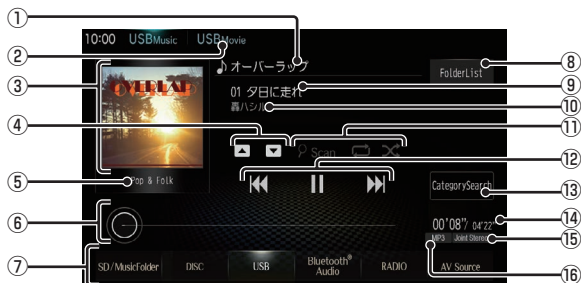 ①
10:00 USBMusic USBMovie
②
♪ オーバーラップ
③
OVERLAP
FolderList
⑧
01 夕日に走れ
⑨
轟ハシル
⑩
④
Scan
⑪
⑫
Pop & Folk
⑤
CategorySearch
⑬
⑥
00'08"/ 04'22"
⑭
MP3 Joint Stereo
⑮
⑦
SD/MusicFolder DISC USB Bluetooth® Audio RADIO AV Source
⑯